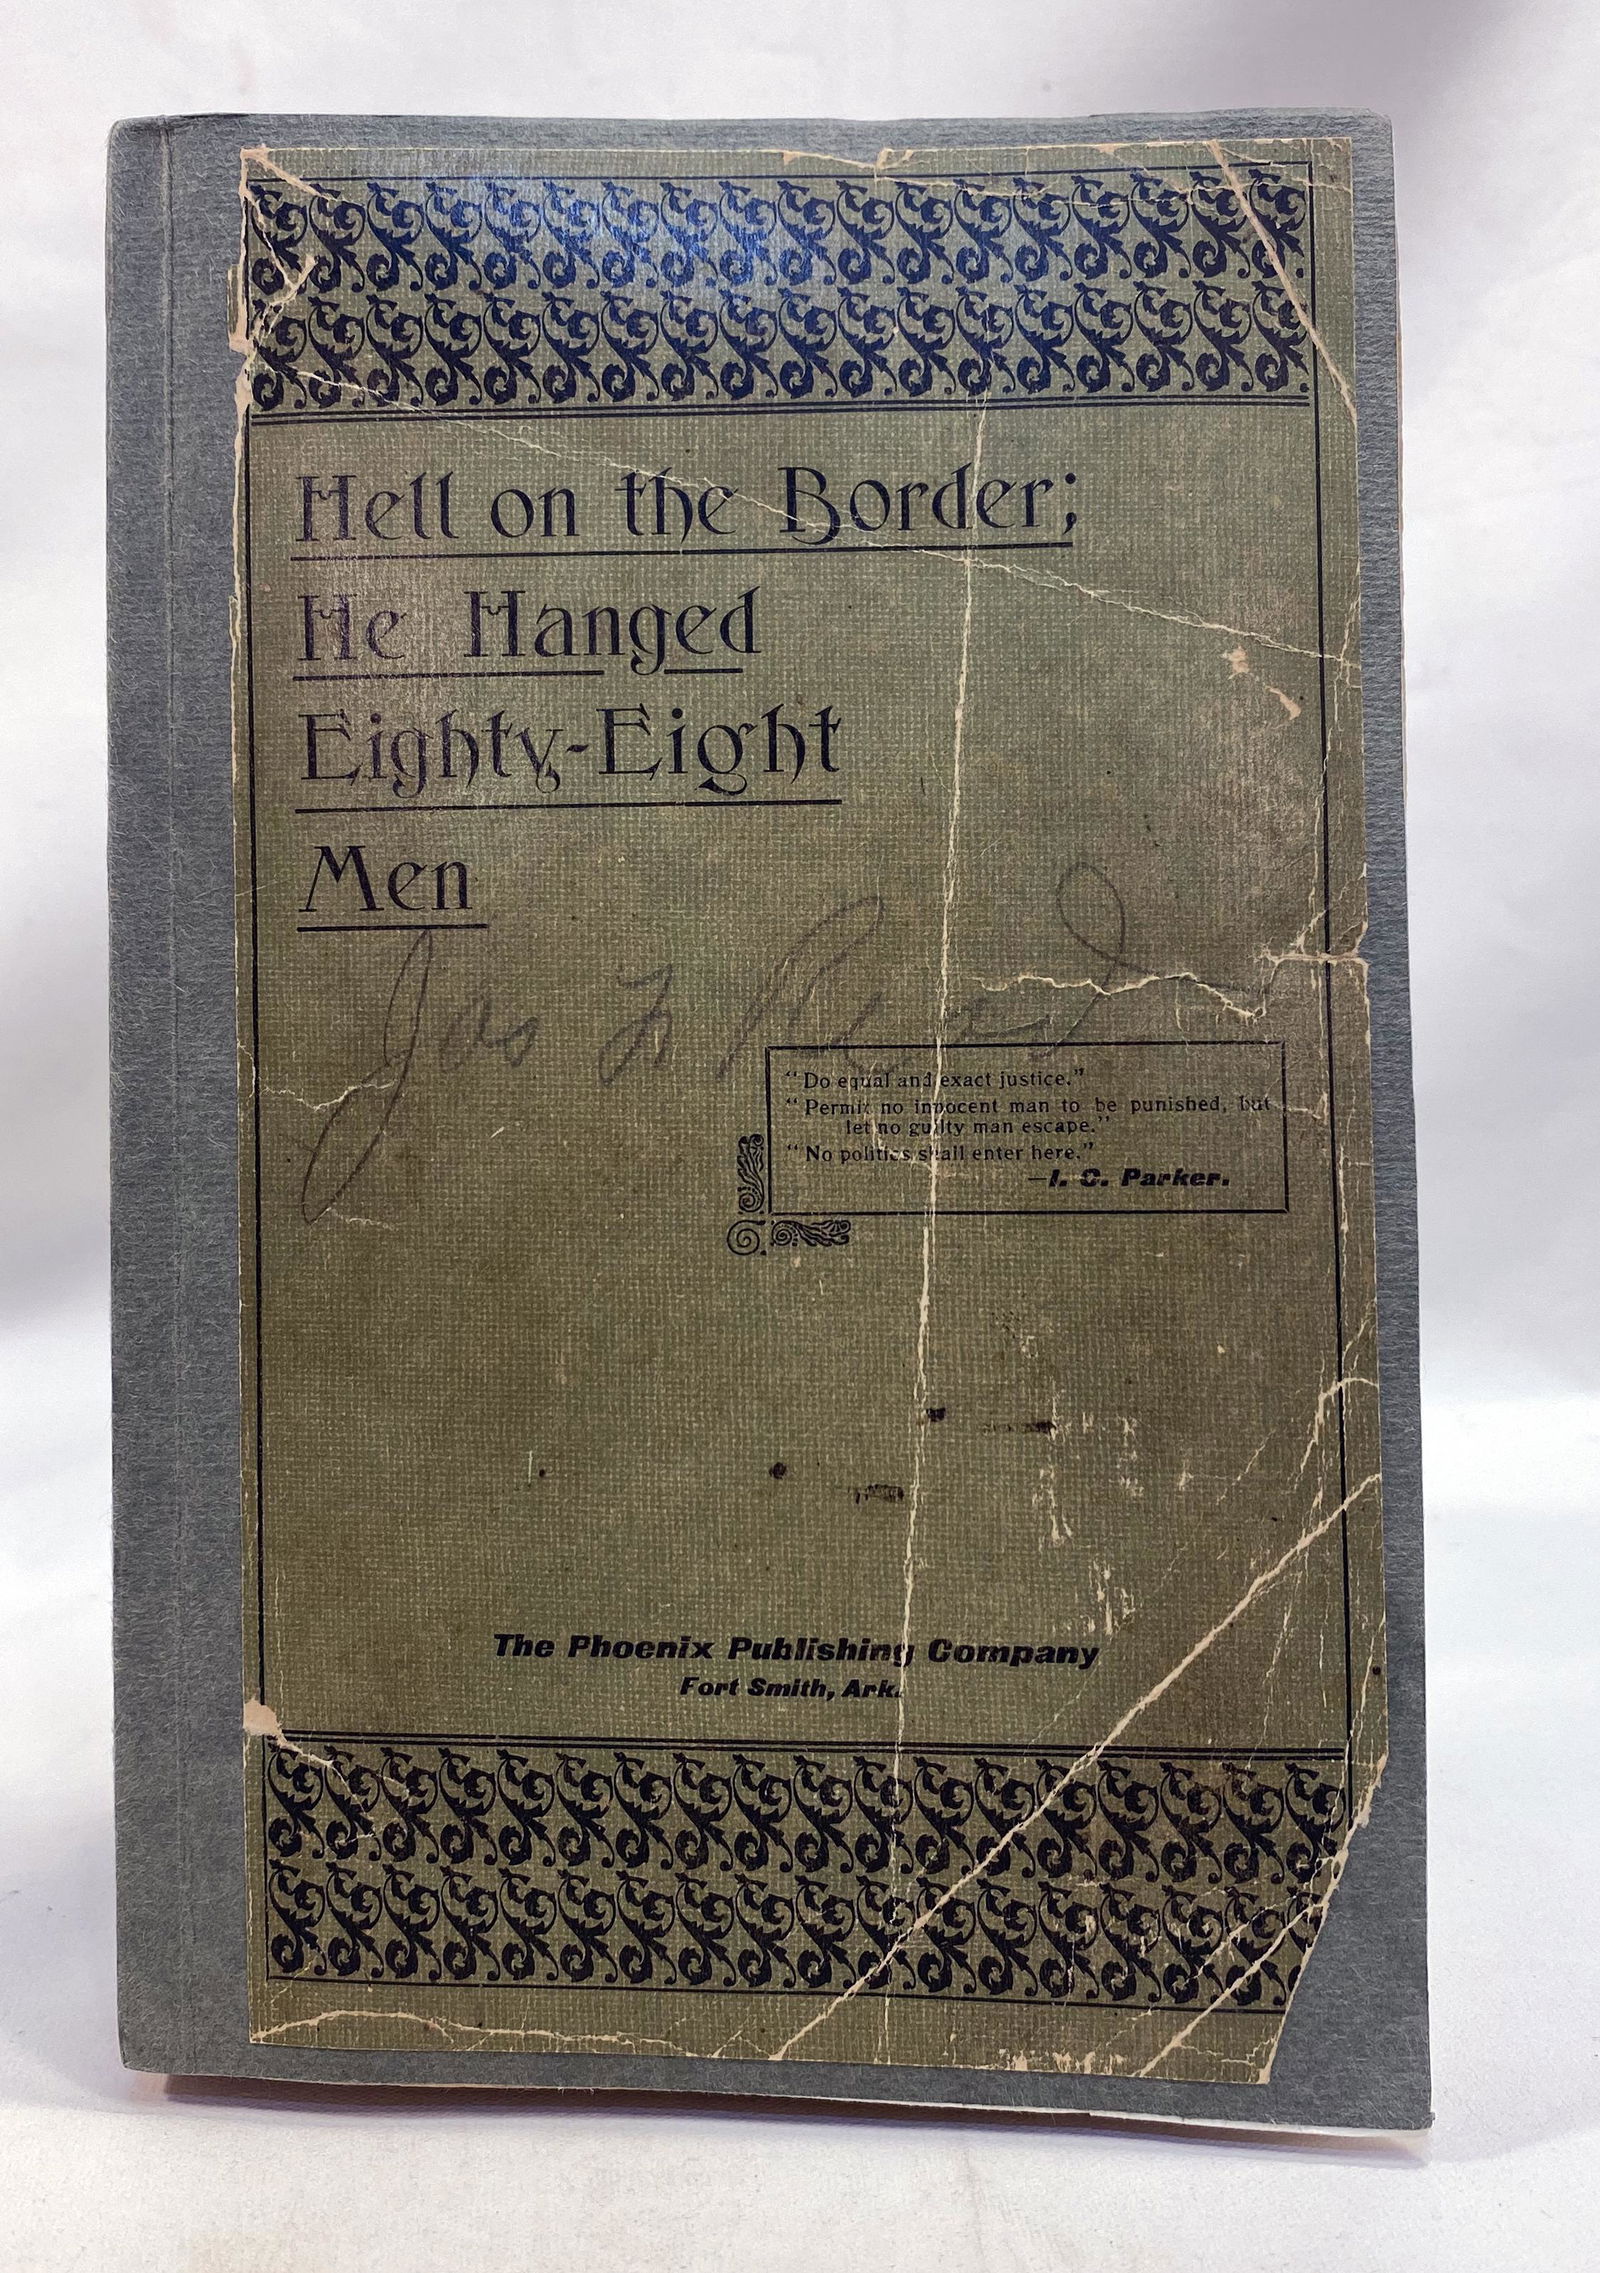 Hell on the Border;
He Hanged
Eighty-Eight
Men
Jas L Reed
"Do equal and exact justice."
"Permit no innocent man to be punished, but
let no guilty man escape."
"No politics shall enter here."
—I. C. Parker.
The Phoenix Publishing Company
Fort Smith, Ark.